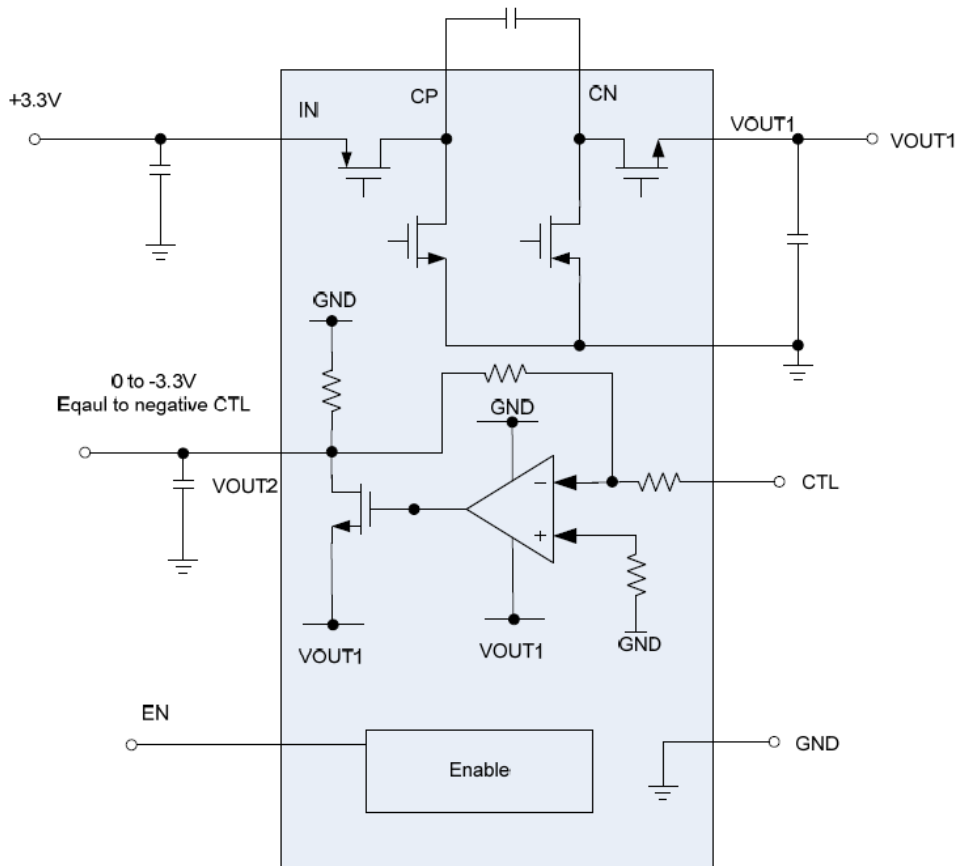 CP
CN
+3.3V
IN
VOUT1
VOUT1
GND
0 to -3.3V
Eqaul to negative CTL
GND
-
CTL
VOUT2
+
VOUT1
VOUT1
GND
EN
GND
Enable